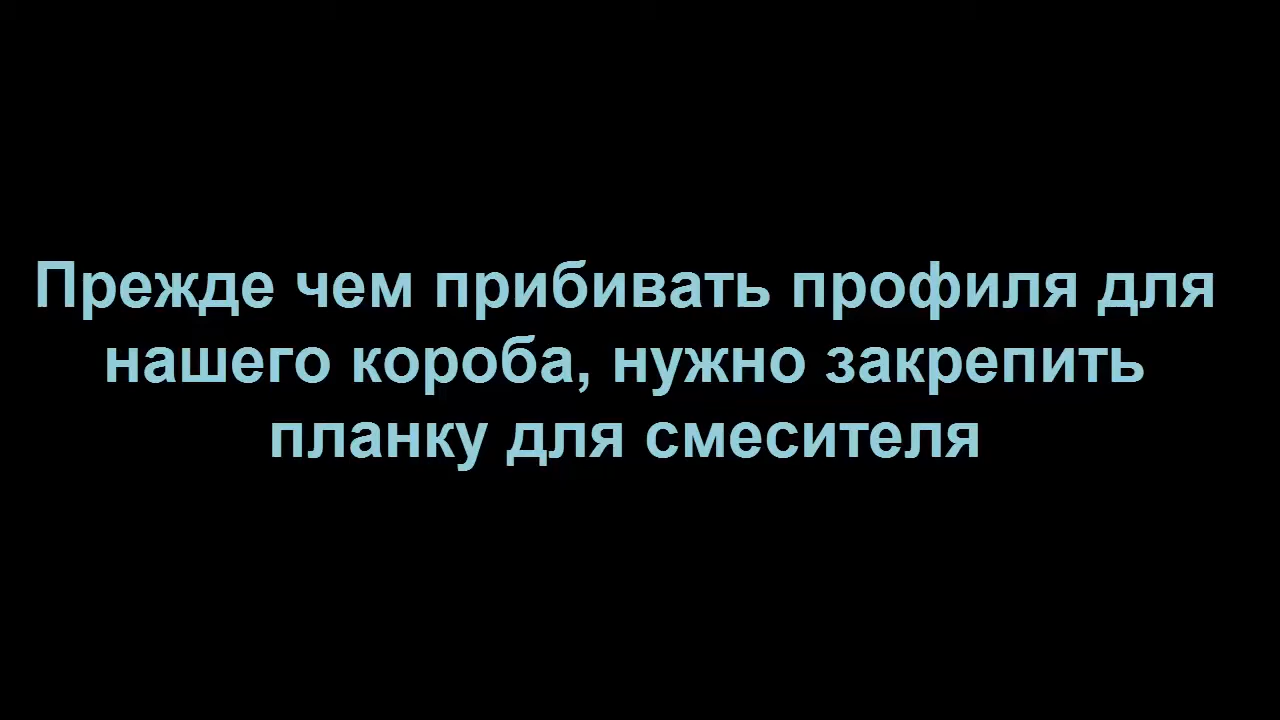 Прежде чем прибивать профиля для
нашего короба, нужно закрепить
планку для смесителя